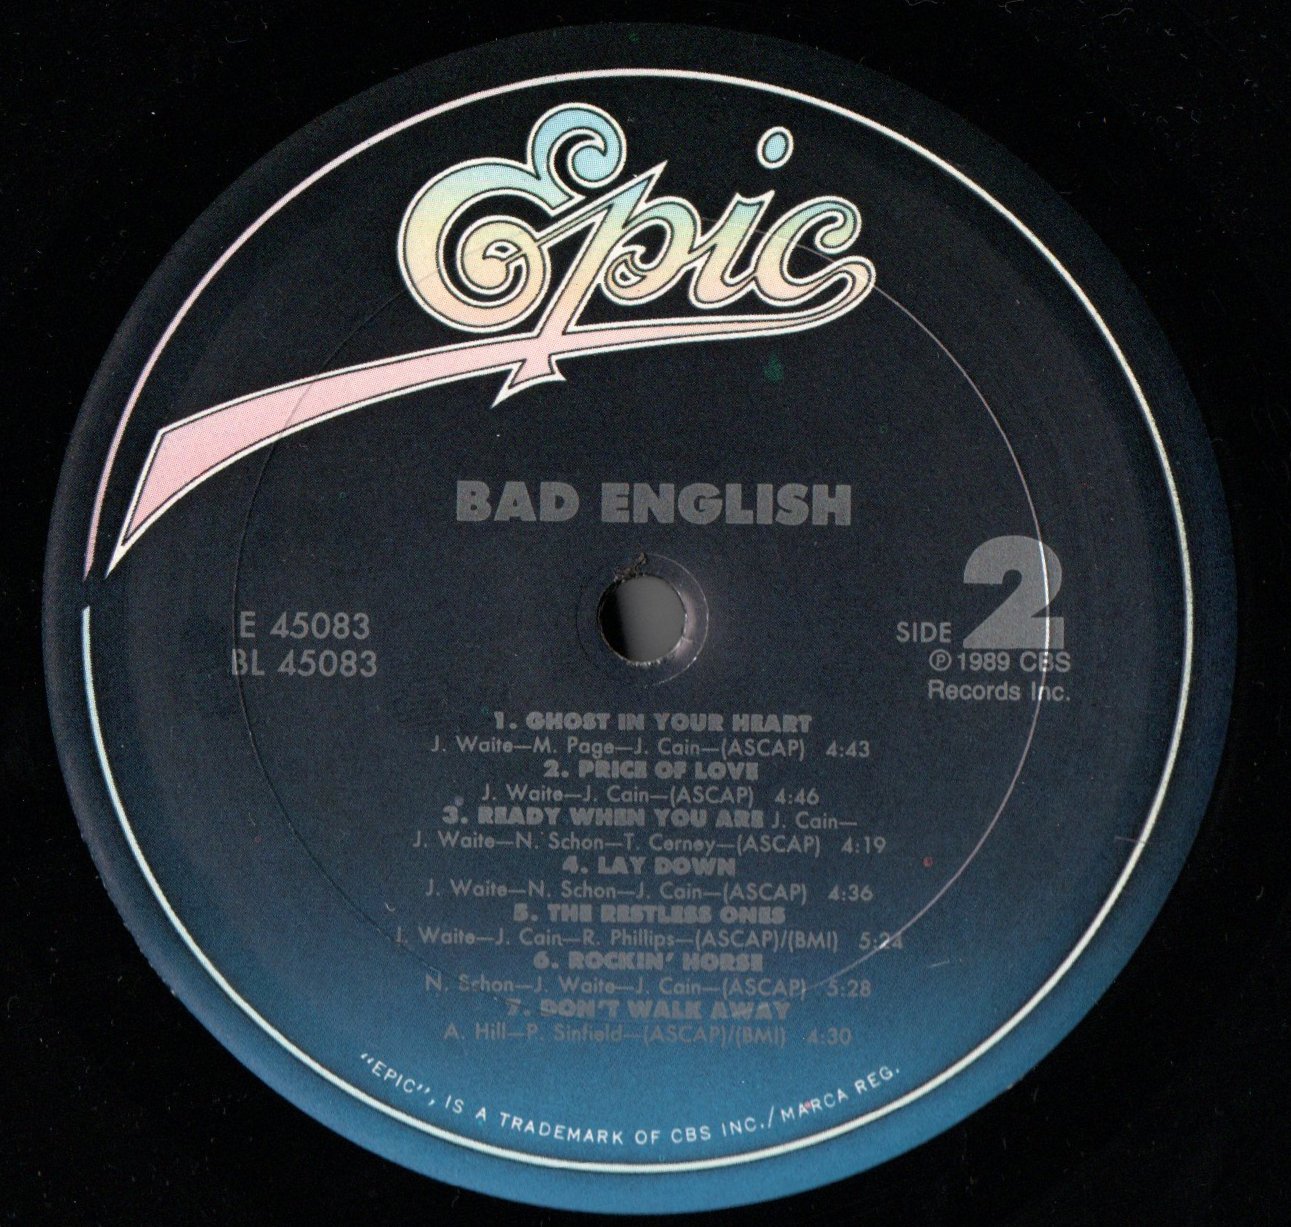 Epic
BAD ENGLISH
E 45083
BL 45083
SIDE 2
℗ 1989 CBS
Records Inc.
1. GHOST IN YOUR HEART
J. Waite—M. Page—J. Cain—(ASCAP) 4:43
2. PRICE OF LOVE
J. Waite—J. Cain—(ASCAP) 4:46
3. READY WHEN YOU ARE J. Cain—
J. Waite—N. Schon—T. Cerney—(ASCAP) 4:19
4. LAY DOWN
J. Waite—N. Schon—J. Cain—(ASCAP) 4:36
5. THE RESTLESS ONES
J. Waite—J. Cain—R. Phillips—(ASCAP)/(BMI) 5:24
6. ROCKIN' HORSE
N. Schon—J. Waite—J. Cain—(ASCAP) 5:28
7. DON'T WALK AWAY
A. Hill—P. Sinfield—(ASCAP)/(BMI) 4:30
"EPIC", IS A TRADEMARK OF CBS INC./MARCA REG.